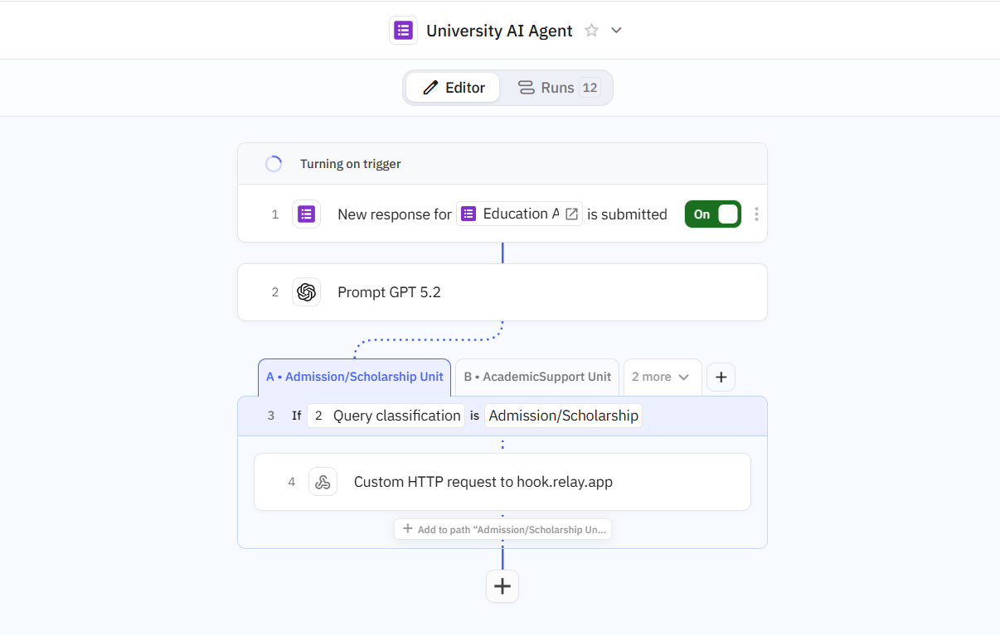 University AI Agent
Editor
Runs 12
Turning on trigger
1 New response for Education A is submitted On
2 Prompt GPT 5.2
A • Admission/Scholarship Unit B • AcademicSupport Unit 2 more +
3 If 2 Query classification is Admission/Scholarship
4 Custom HTTP request to hook.relay.app
+ Add to path “Admission/Scholarship Un...
+